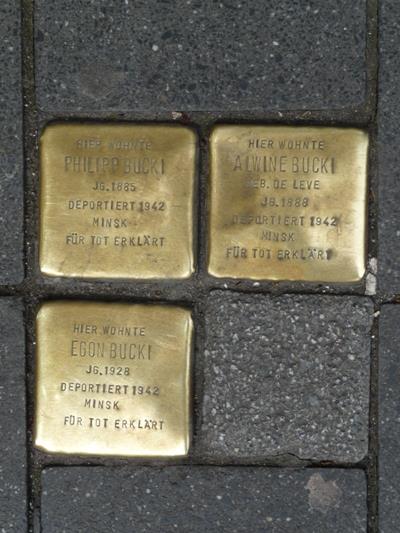 HIER WOHNTE
PHILIPP BUCKI
JG. 1885
DEPORTIERT 1942
MINSK
FÜR TOT ERKLÄRT
HIER WOHNTE
ALWINE BUCKI
GEB. DE LEVE
JG. 1888
DEPORTIERT 1942
MINSK
FÜR TOT ERKLÄRT
HIER WOHNTE
EGON BUCKI
JG. 1928
DEPORTIERT 1942
MINSK
FÜR TOT ERKLÄRT